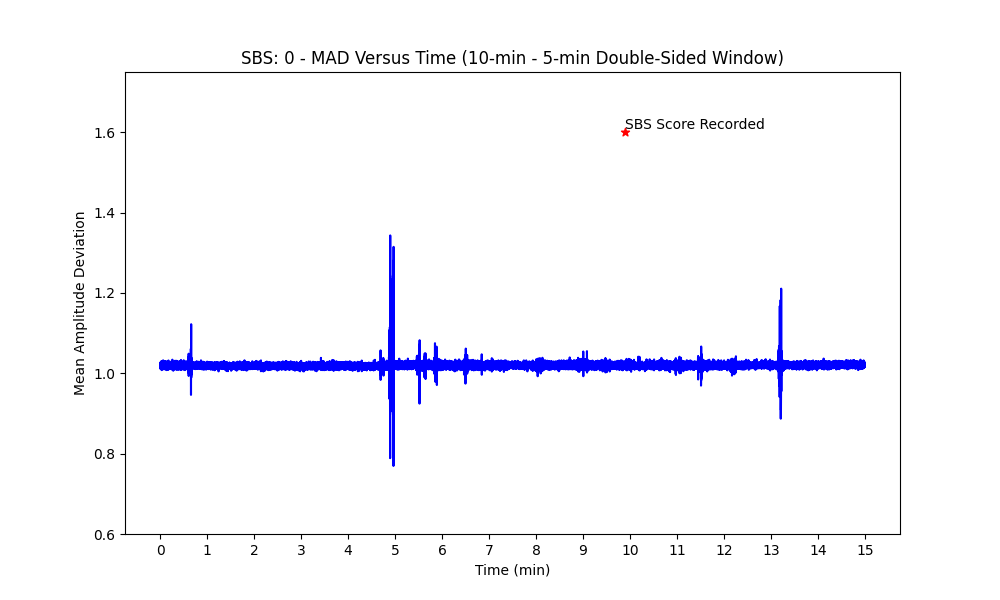 SBS: 0 - MAD Versus Time (10-min - 5-min Double-Sided Window)
SBS Score Recorded
Mean Amplitude Deviation
1.6
1.4
1.2
1.0
0.8
0.6
0 1 2 3 4 5 6 7 8 9 10 11 12 13 14 15
Time (min)